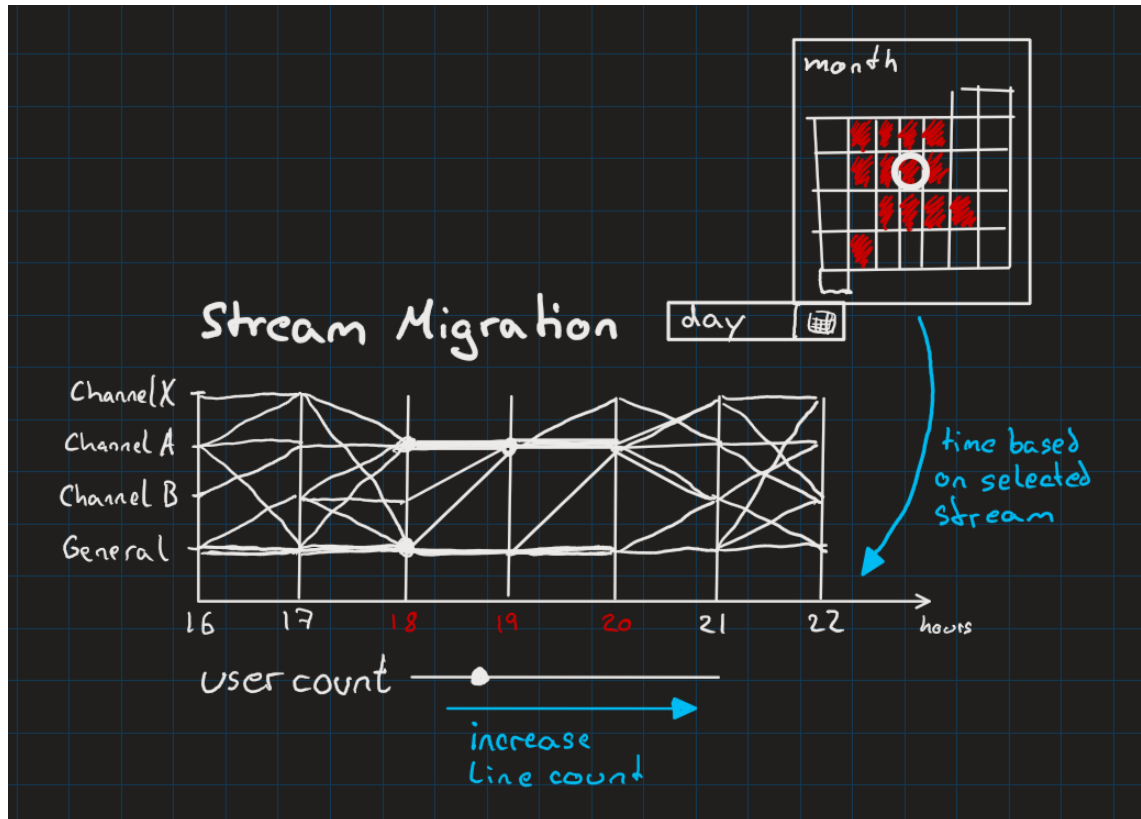 month
Stream Migration
day
Channel X
Channel A
Channel B
General
time based
on selected
stream
16 17 18 19 20 21 22 hours
user count
increase
Line count